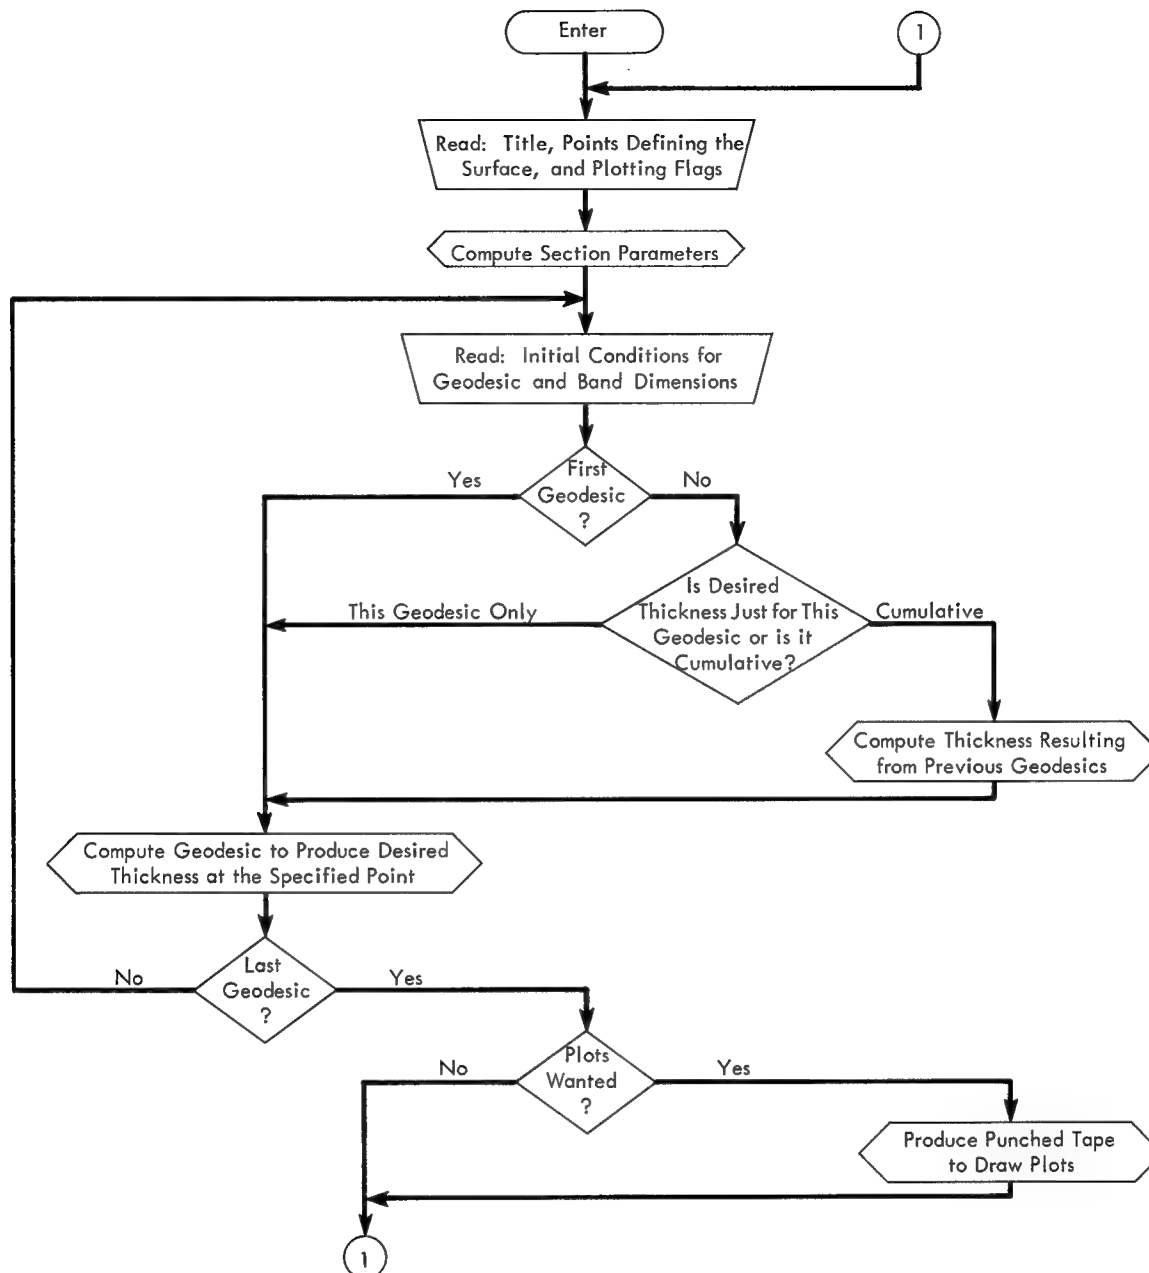 Enter
1
Read: Title, Points Defining the
Surface, and Plotting Flags
Compute Section Parameters
Read: Initial Conditions for
Geodesic and Band Dimensions
First
Geodesic
?
Yes
No
Is Desired
Thickness Just for This
Geodesic or is it
Cumulative?
This Geodesic Only
Cumulative
Compute Thickness Resulting
from Previous Geodesics
Compute Geodesic to Produce Desired
Thickness at the Specified Point
Last
Geodesic
?
No
Yes
Plots
Wanted
?
No
Yes
Produce Punched Tape
to Draw Plots
1